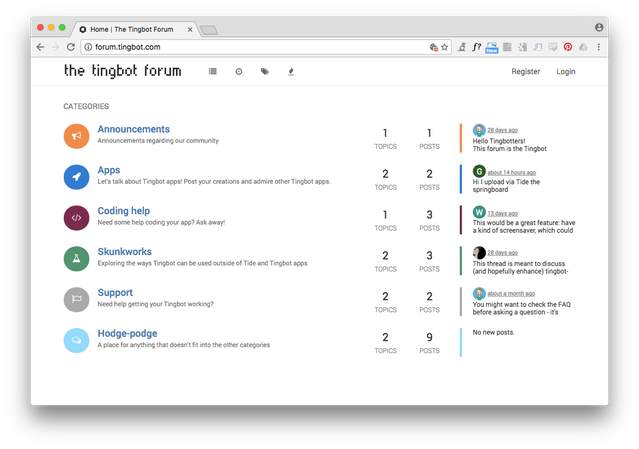 Home | The Tingbot Forum
forum.tingbot.com
f?
New
the tingbot forum
Register
Login
CATEGORIES
Announcements
Announcements regarding our community
1
TOPICS
1
POSTS
28 days ago
Hello Tingbotters!
This forum is the Tingbot
Apps
Let's talk about Tingbot apps! Post your creations and admire other Tingbot apps.
2
TOPICS
2
POSTS
G
about 14 hours ago
Hi I upload via Tide the
springboard
Coding help
Need some help coding your app? Ask away!
1
TOPICS
3
POSTS
W
13 days ago
This would be a great feature: have
a kind of screensaver, which could
Skunkworks
Exploring the ways Tingbot can be used outside of Tide and Tingbot apps
2
TOPICS
3
POSTS
28 days ago
This thread is meant to discuss
(and hopefully enhance) tingbot-
Support
Need help getting your Tingbot working?
2
TOPICS
2
POSTS
about a month ago
You might want to check the FAQ
before asking a question - it's
Hodge-podge
A place for anything that doesn't fit into the other categories
2
TOPICS
9
POSTS
No new posts.